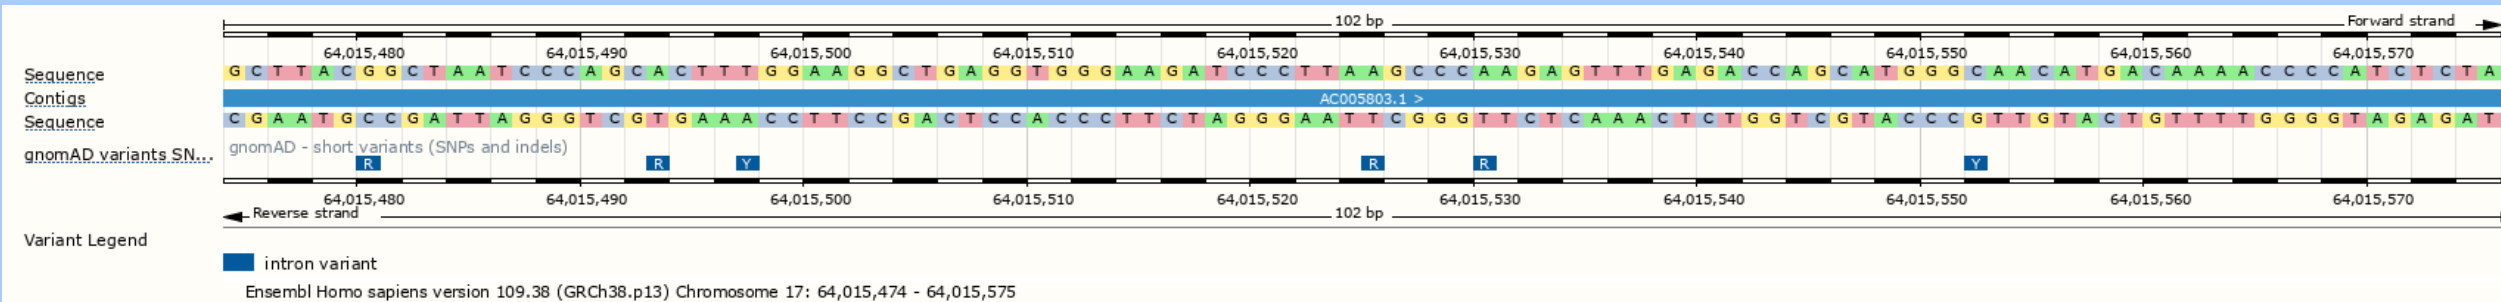 102 bp Forward strand
64,015,480 64,015,490 64,015,500 64,015,510 64,015,520 64,015,530 64,015,540 64,015,550 64,015,560 64,015,570
Sequence G C T T A C G G C T A A T C C C A G C A C T T T G G A A G G C T G A G G T G G G A A G A T C C C T T A A G C C C A A G A G T T T G A G A C C A G C A T G G G C A A C A T G A C A A A A C C C C A T C T C T A
Contigs AC005803.1 >
Sequence C G A A T G C C G A T T A G G G T C G T G A A A C C T T C C G A C T C C A C C C T T C T A G G G A A T T C G G G T T C T C A A A C T C T G G T C G T A C C C G T T G T A C T G T T T T G G G G T A G A G A T
gnomAD - short variants (SNPs and indels)
gnomAD variants SN... R R Y R R Y
64,015,480 64,015,490 64,015,500 64,015,510 64,015,520 64,015,530 64,015,540 64,015,550 64,015,560 64,015,570
Reverse strand 102 bp
Variant Legend
intron variant
Ensembl Homo sapiens version 109.38 (GRCh38.p13) Chromosome 17: 64,015,474 - 64,015,575